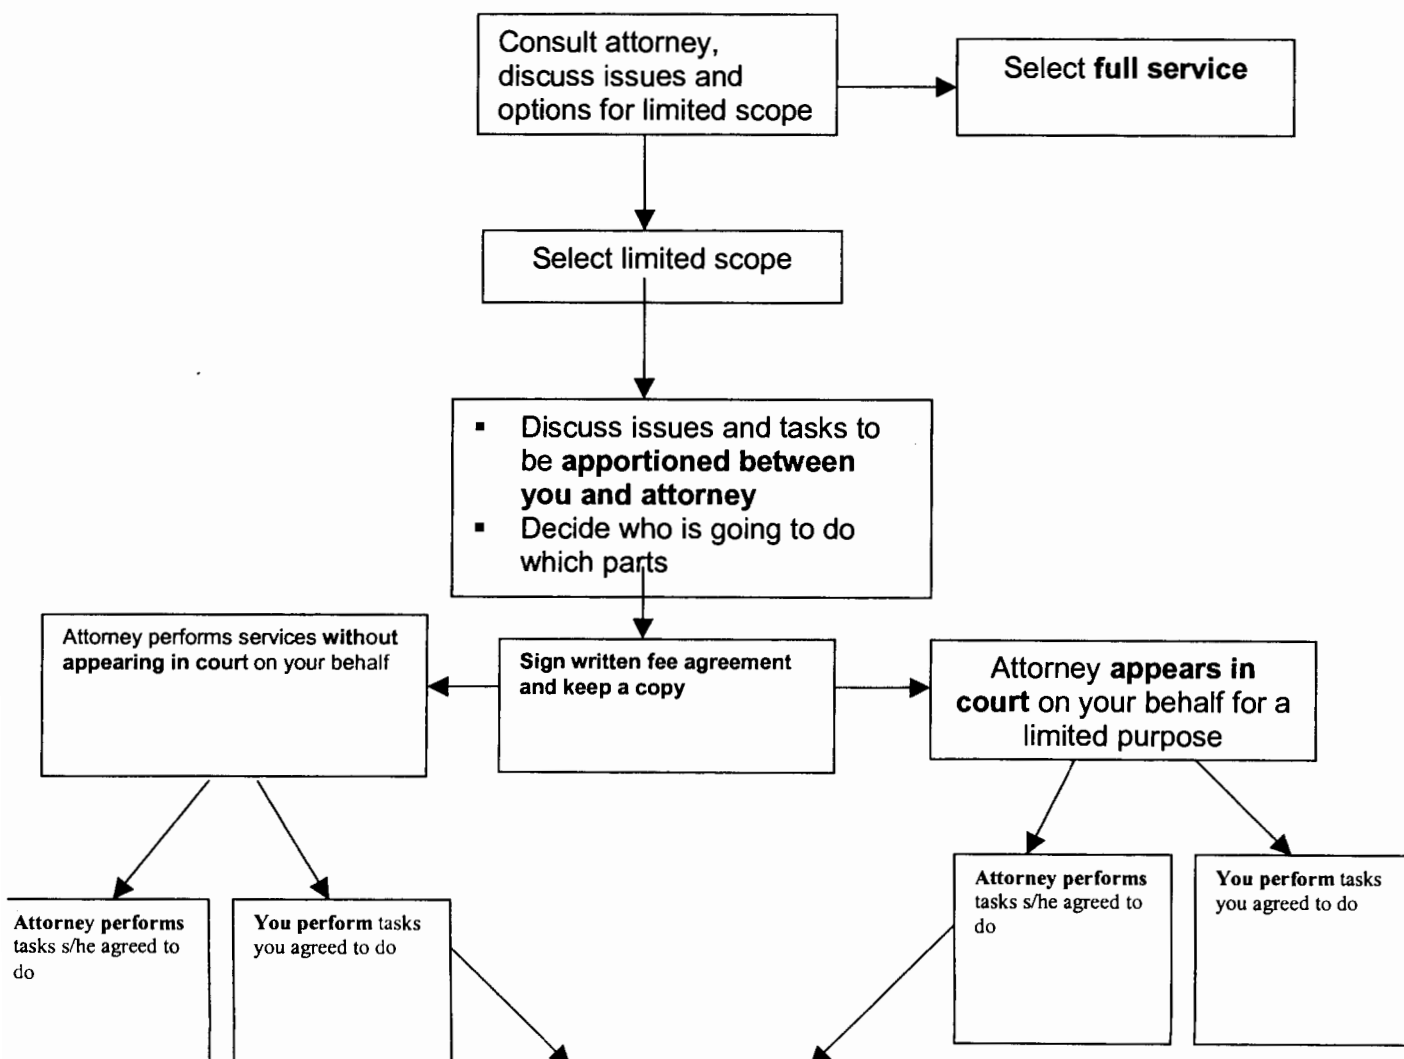 Consult attorney,
discuss issues and
options for limited scope
Select full service
Select limited scope
▪ Discuss issues and tasks to
be apportioned between
you and attorney
▪ Decide who is going to do
which parts
Attorney performs services without
appearing in court on your behalf
Sign written fee agreement
and keep a copy
Attorney appears in
court on your behalf for a
limited purpose
Attorney performs
tasks s/he agreed to
do
You perform tasks
you agreed to do
Attorney performs
tasks s/he agreed to
do
You perform tasks
you agreed to do